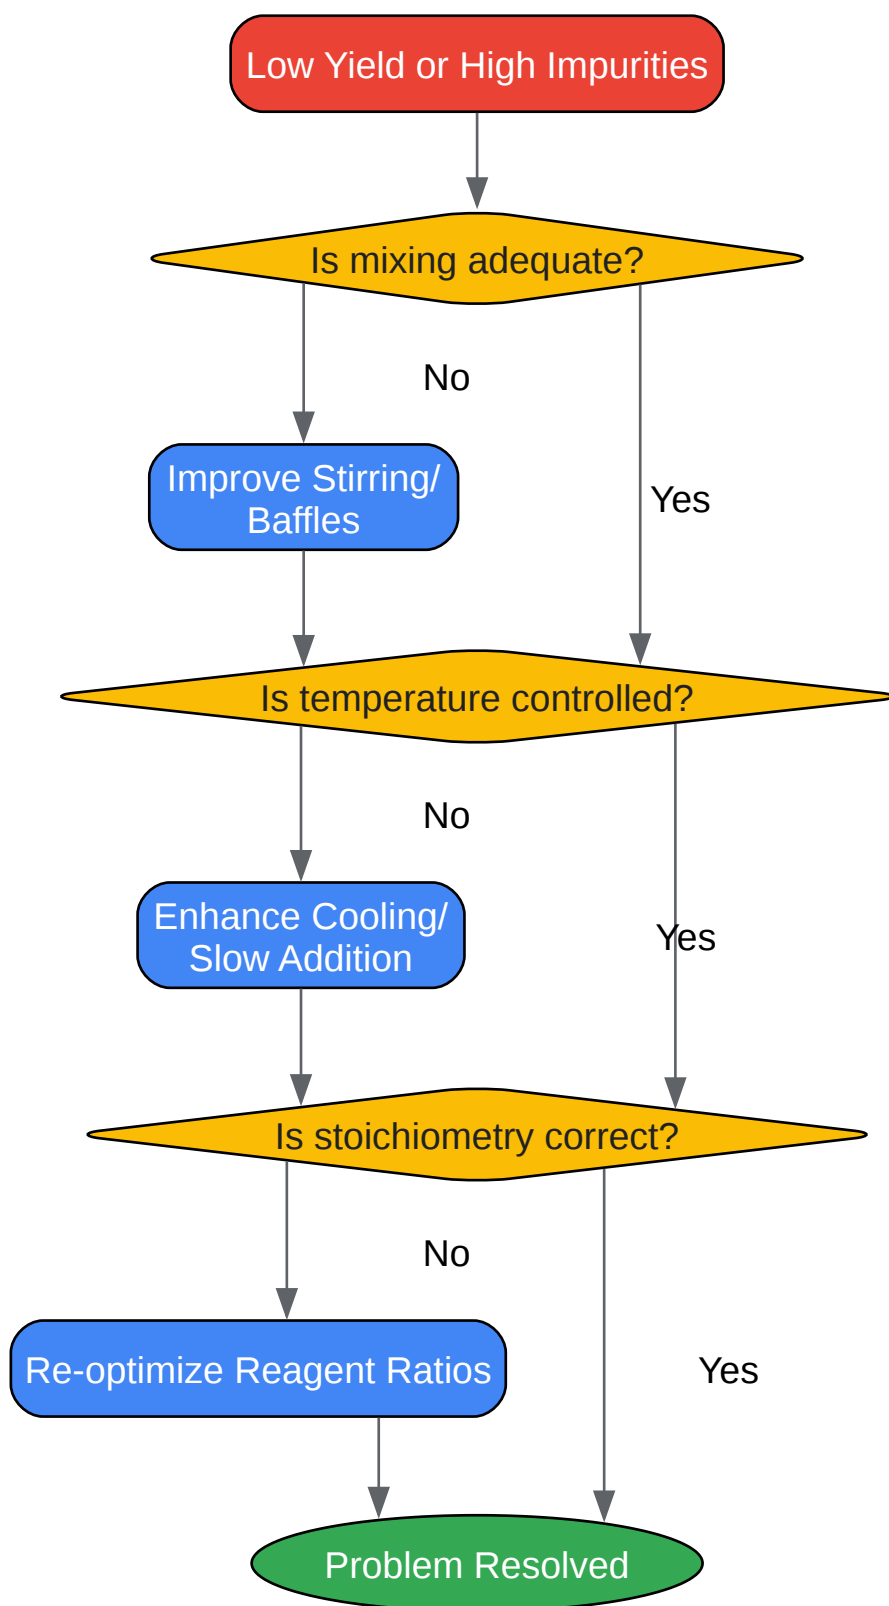 Low Yield or High Impurities
Is mixing adequate?
No
Improve Stirring/
Baffles
Yes
Is temperature controlled?
No
Enhance Cooling/
Slow Addition
Yes
Is stoichiometry correct?
No
Re-optimize Reagent Ratios
Yes
Problem Resolved